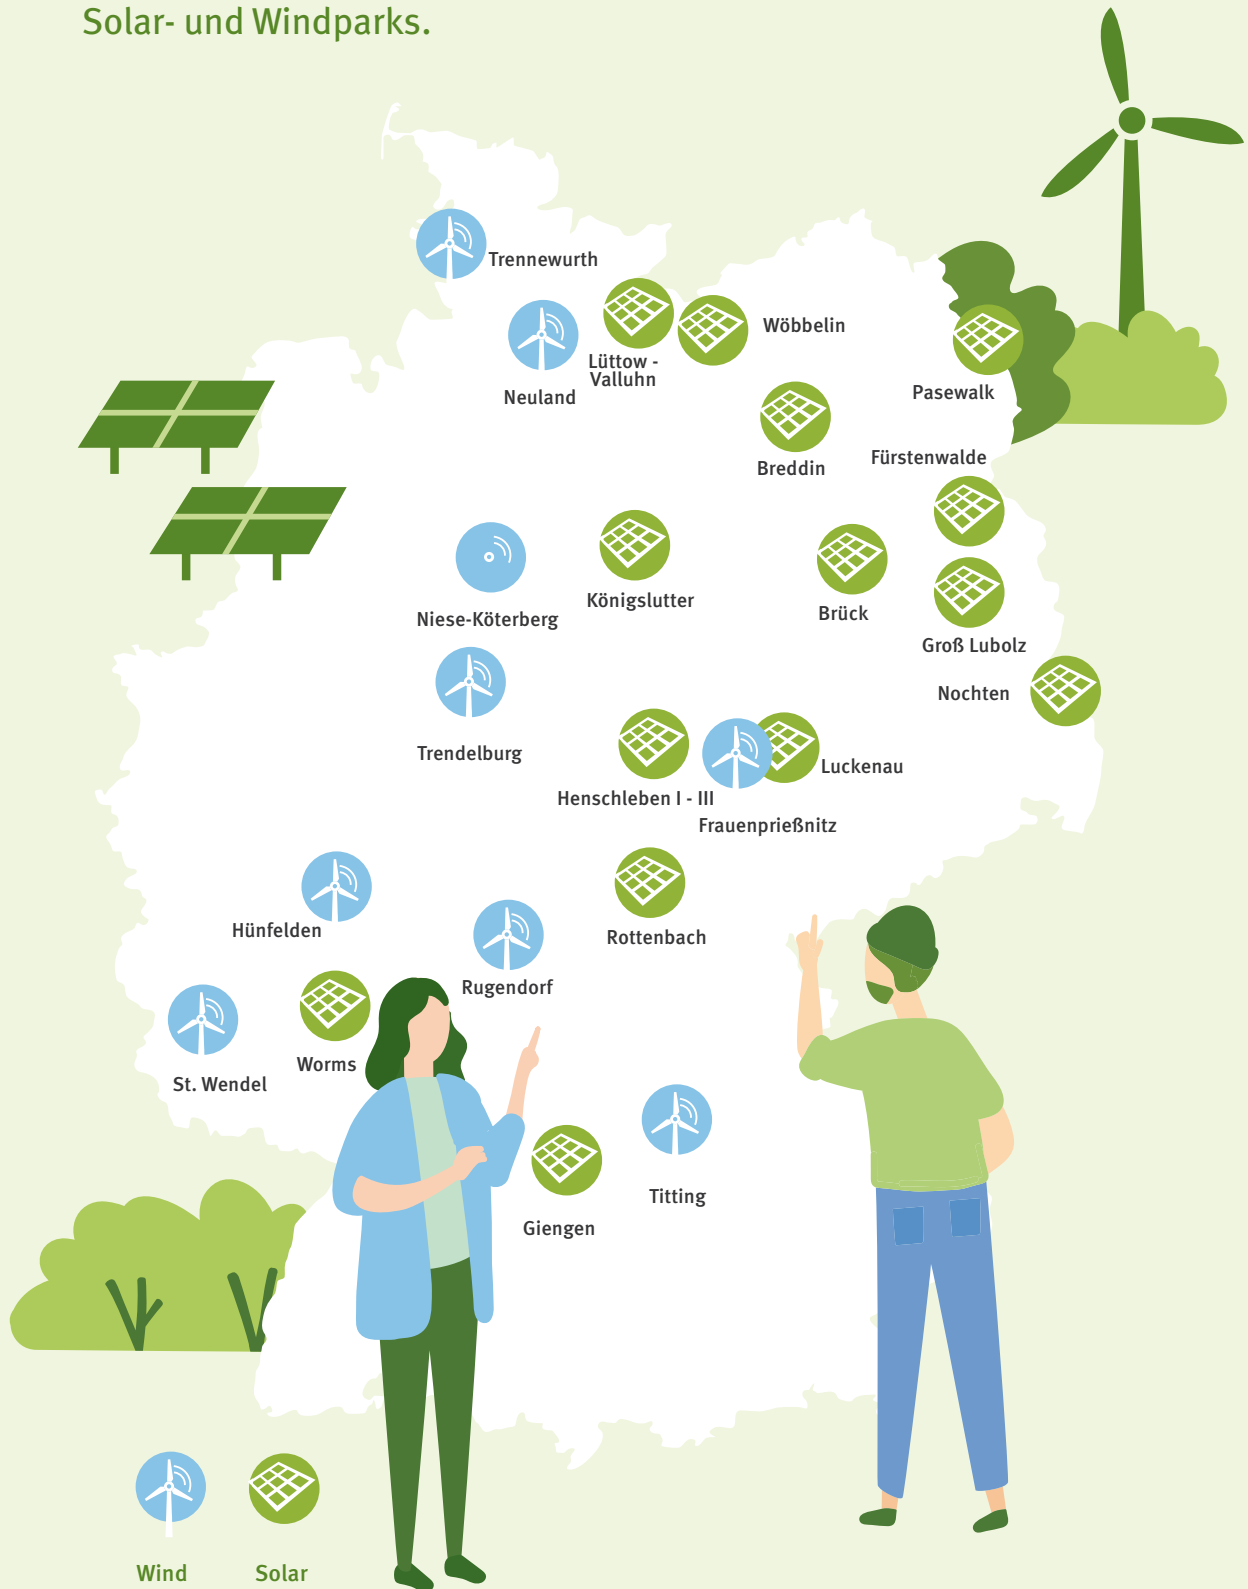 Solar- und Windparks.
Trennewurth
Wöbbelin
Lüttow -
Valluhn
Neuland
Pasewalk
Breddin
Fürstenwalde
Königslutter
Niese-Köterberg
Brück
Groß Lubolz
Nochten
Trendelburg
Luckenau
Henschleben I - III
Frauenprießnitz
Hünfelden
Rottenbach
Rugendorf
Worms
St. Wendel
Titting
Giengen
Wind
Solar